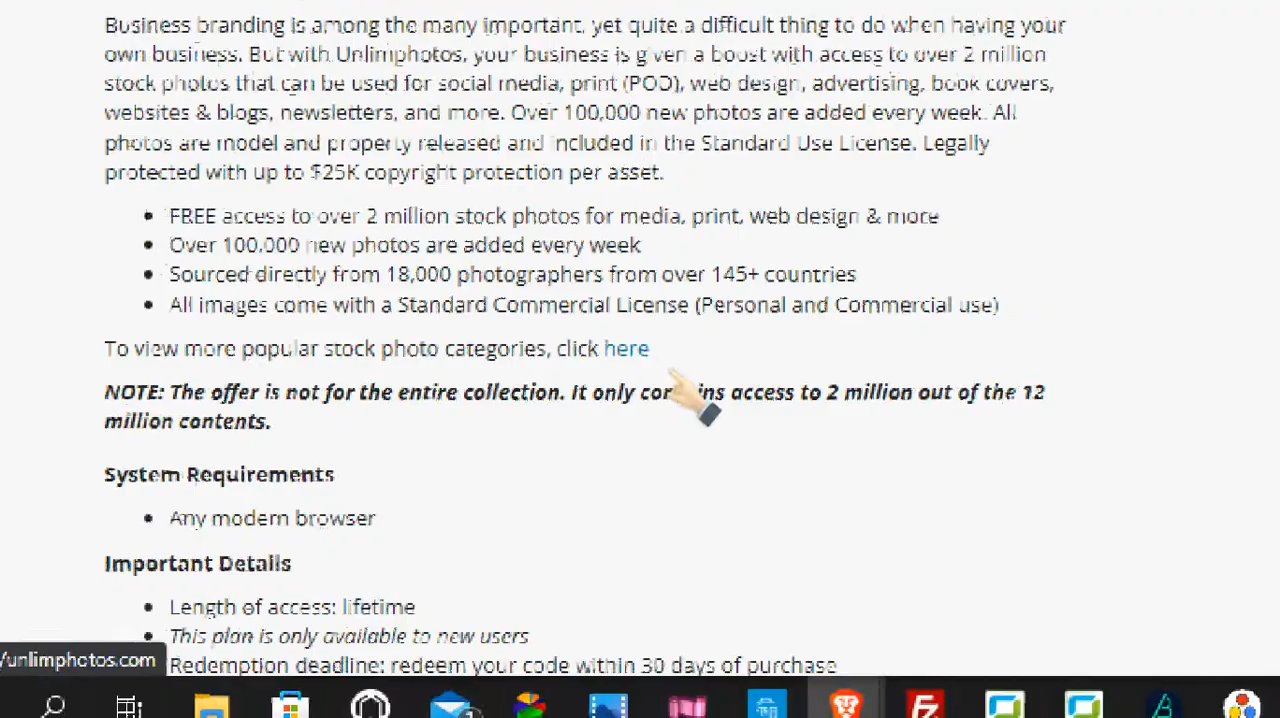 Business branding is among the many important, yet quite a difficult thing to do when having your
own business. But with Unlimphotos, your business is given a boost with access to over 2 million
stock photos that can be used for social media, print (POD), web design, advertising, book covers,
websites & blogs, newsletters, and more. Over 100,000 new photos are added every week. All
photos are model and property released and included in the Standard Use License. Legally
protected with up to $25K copyright protection per asset.
FREE access to over 2 million stock photos for media, print, web design & more
Over 100,000 new photos are added every week
Sourced directly from 18,000 photographers from over 145+ countries
All images come with a Standard Commercial License (Personal and Commercial use)
To view more popular stock photo categories, click here
NOTE: The offer is not for the entire collection. It only contains access to 2 million out of the 12
million contents.
System Requirements
Any modern browser
Important Details
Length of access: lifetime
This plan is only available to new users
/unlimphotos.com
Redemption deadline: redeem your code within 30 days of purchase